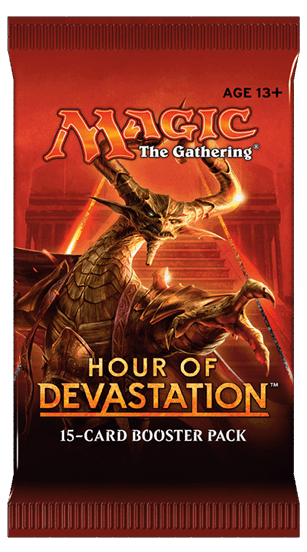 AGE 13+
MAGIC
The Gathering®
HOUR OF
DEVASTATION™
15-CARD BOOSTER PACK